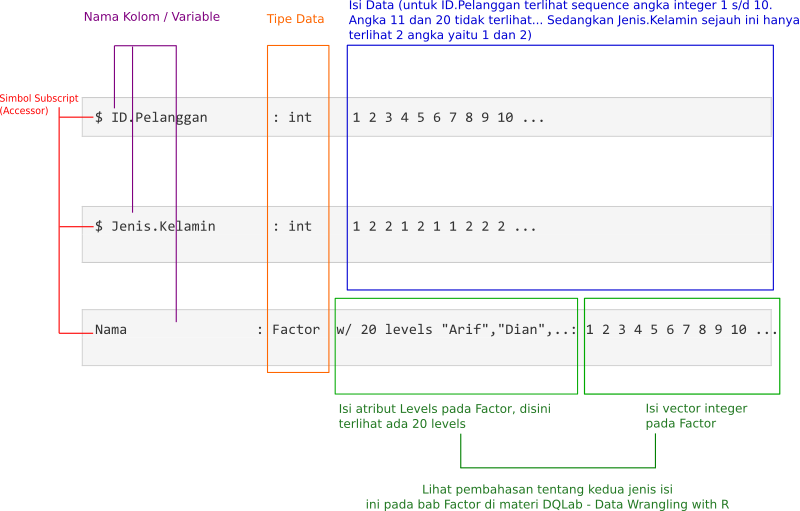 Isi Data (untuk ID.Pelanggan terlihat sequence angka integer 1 s/d 10.
Angka 11 dan 20 tidak terlihat... Sedangkan Jenis.Kelamin sejauh ini hanya
terlihat 2 angka yaitu 1 dan 2)
Nama Kolom / Variable
Tipe Data
Simbol Subscript
(Accessor)
$ ID.Pelanggan : int 1 2 3 4 5 6 7 8 9 10 ...
$ Jenis.Kelamin : int 1 2 2 1 2 1 1 2 2 2 ...
Nama : Factor w/ 20 levels "Arif","Dian",..: 1 2 3 4 5 6 7 8 9 10 ...
Isi atribut Levels pada Factor, disini
terlihat ada 20 levels
Isi vector integer
pada Factor
Lihat pembahasan tentang kedua jenis isi
ini pada bab Factor di materi DQLab - Data Wrangling with R